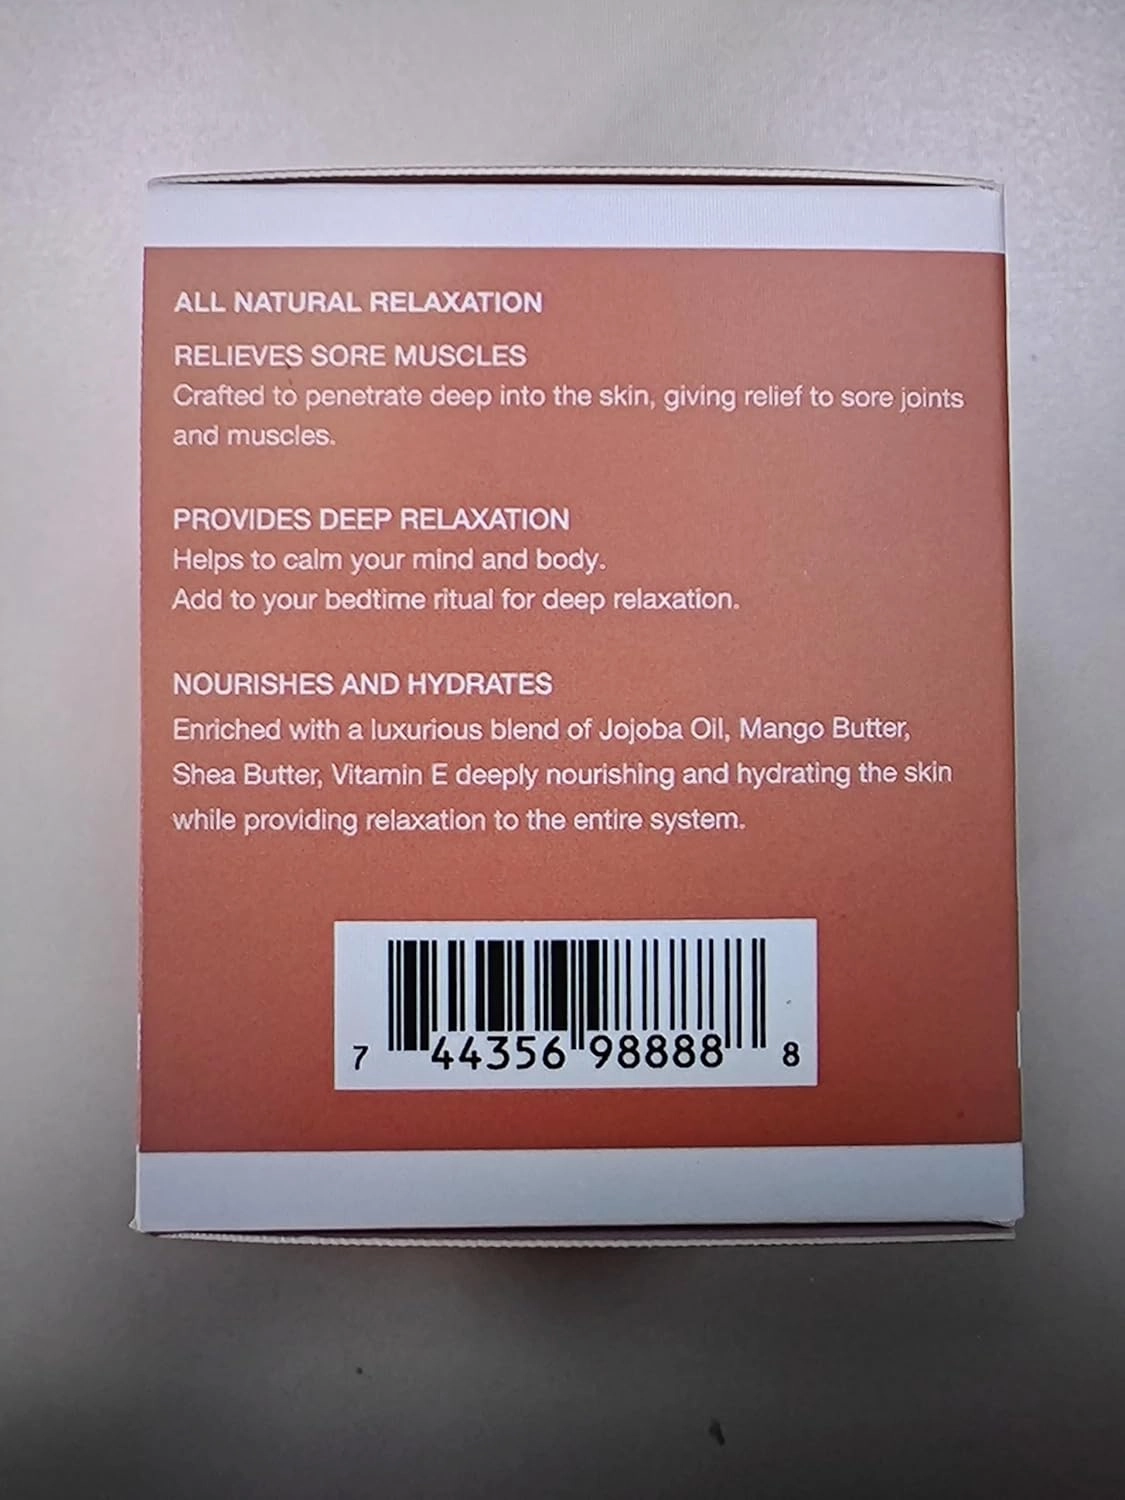 ALL NATURAL RELAXATION
RELIEVES SORE MUSCLES
Crafted to penetrate deep into the skin, giving relief to sore joints
and muscles.
PROVIDES DEEP RELAXATION
Helps to calm your mind and body.
Add to your bedtime ritual for deep relaxation.
NOURISHES AND HYDRATES
Enriched with a luxurious blend of Jojoba Oil, Mango Butter,
Shea Butter, Vitamin E deeply nourishing and hydrating the skin
while providing relaxation to the entire system.
7 44356 98888 8